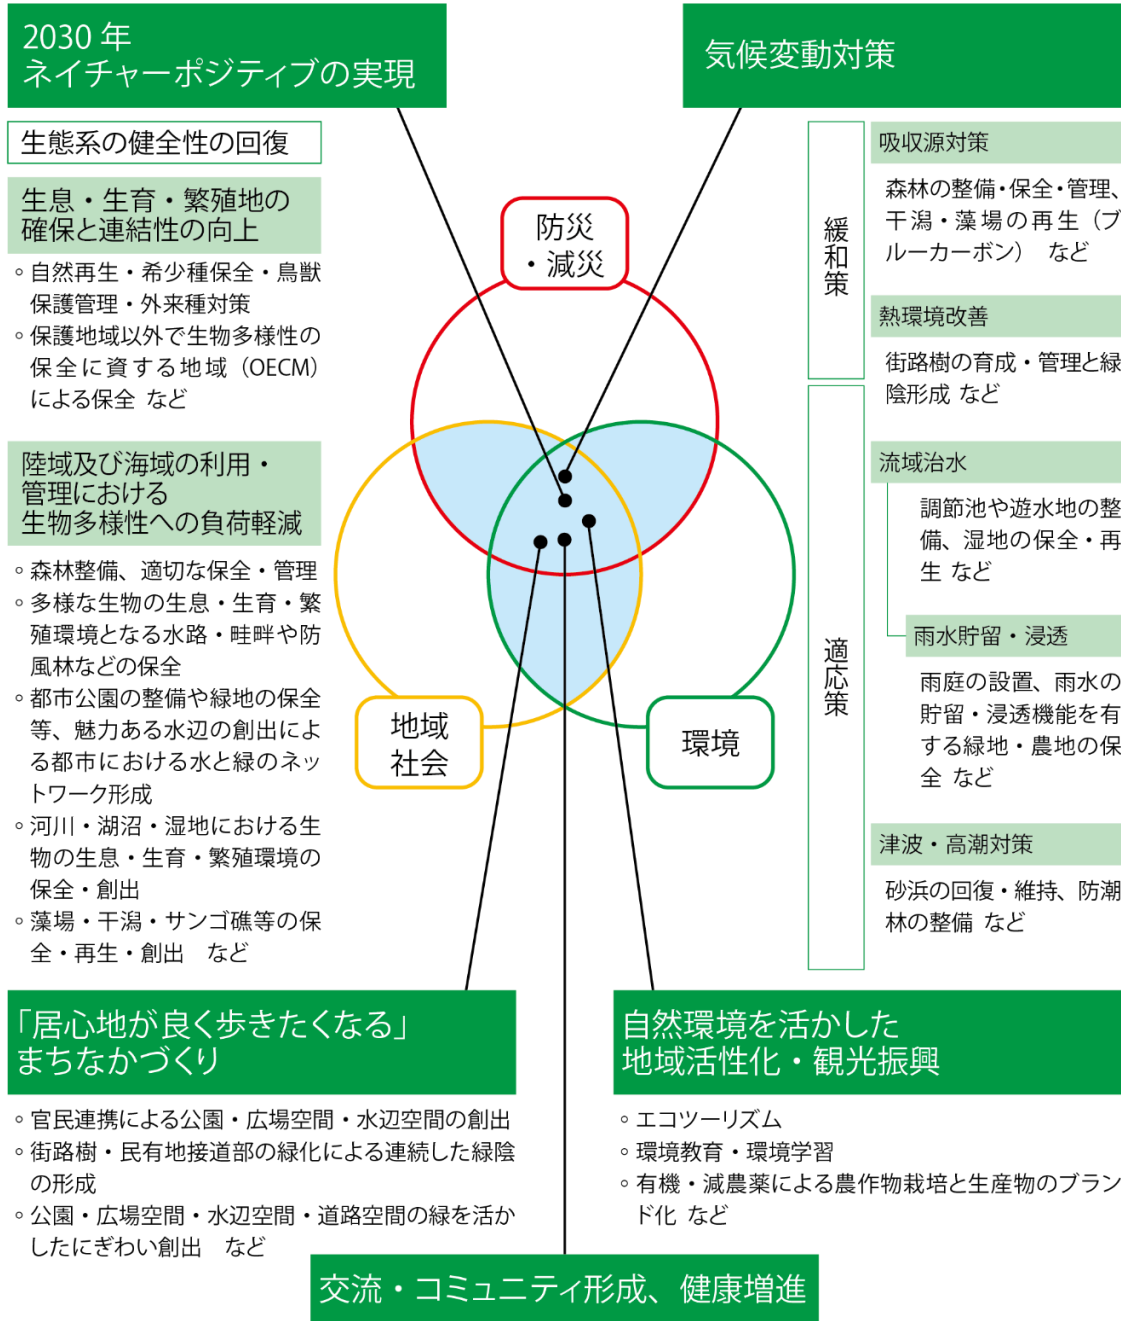 2030 年
ネイチャーポジティブの実現
生態系の健全性の回復
生息・生育・繁殖地の
確保と連結性の向上
◦自然再生・希少種保全・鳥獣
保護管理・外来種対策
◦保護地域以外で生物多様性の
保全に資する地域（OECM）
による保全 など
陸域及び海域の利用・
管理における
生物多様性への負荷軽減
◦森林整備、適切な保全・管理
◦多様な生物の生息・生育・繁
殖環境となる水路・畦畔や防
風林などの保全
◦都市公園の整備や緑地の保全
等、魅力ある水辺の創出によ
る都市における水と緑のネッ
トワーク形成
◦河川・湖沼・湿地における生
物の生息・生育・繁殖環境の
保全・創出
◦藻場・干潟・サンゴ礁等の保
全・再生・創出　など
防災
・減災
地域
社会
環境
気候変動対策
緩和策
吸収源対策
森林の整備・保全・管理、
干潟・藻場の再生（ブ
ルーカーボン）　など
熱環境改善
街路樹の育成・管理と緑
陰形成 など
適応策
流域治水
調節池や遊水地の整
備、湿地の保全・再
生 など
雨水貯留・浸透
雨庭の設置、雨水の
貯留・浸透機能を有
する緑地・農地の保
全 など
津波・高潮対策
砂浜の回復・維持、防潮
林の整備 など
「居心地が良く歩きたくなる」
まちなかづくり
◦官民連携による公園・広場空間・水辺空間の創出
◦街路樹・民有地接道部の緑化による連続した緑陰
の形成
◦公園・広場空間・水辺空間・道路空間の緑を活か
したにぎわい創出　など
自然環境を活かした
地域活性化・観光振興
◦エコツーリズム
◦環境教育・環境学習
◦有機・減農薬による農作物栽培と生産物のブラン
ド化 など
交流・コミュニティ形成、健康増進